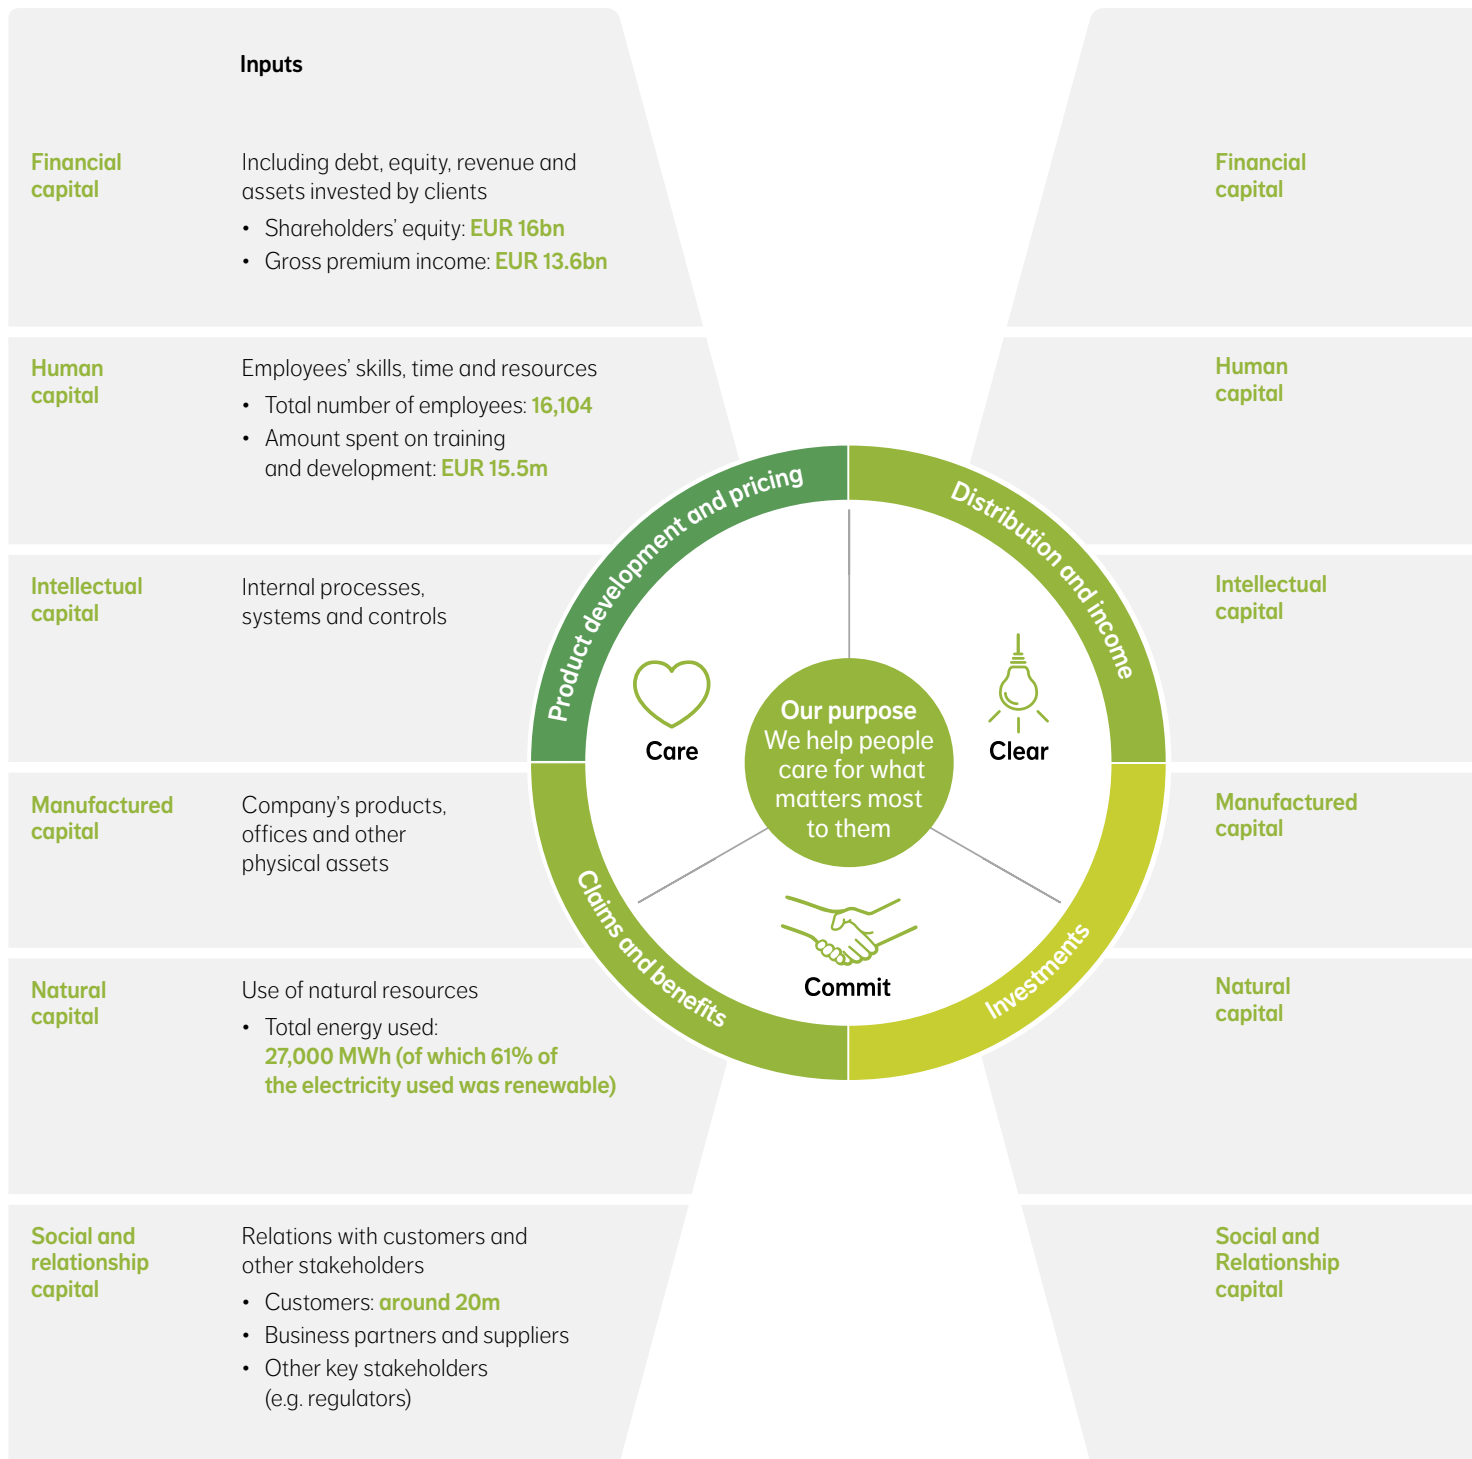 Inputs
Financial
capital
Including debt, equity, revenue and
assets invested by clients
• Shareholders’ equity: EUR 16bn
• Gross premium income: EUR 13.6bn
Human
capital
Employees’ skills, time and resources
• Total number of employees: 16,104
• Amount spent on training
and development: EUR 15.5m
Intellectual
capital
Internal processes,
systems and controls
Manufactured
capital
Company’s products,
offices and other
physical assets
Natural
capital
Use of natural resources
• Total energy used:
27,000 MWh (of which 61% of
the electricity used was renewable)
Social and
relationship
capital
Relations with customers and
other stakeholders
• Customers: around 20m
• Business partners and suppliers
• Other key stakeholders
(e.g. regulators)
Product development and pricing
Distribution and income
Investments
Claims and benefits
Care
Clear
Commit
Our purpose
We help people
care for what
matters most
to them
Financial
capital
Human
capital
Intellectual
capital
Manufactured
capital
Natural
capital
Social and
Relationship
capital